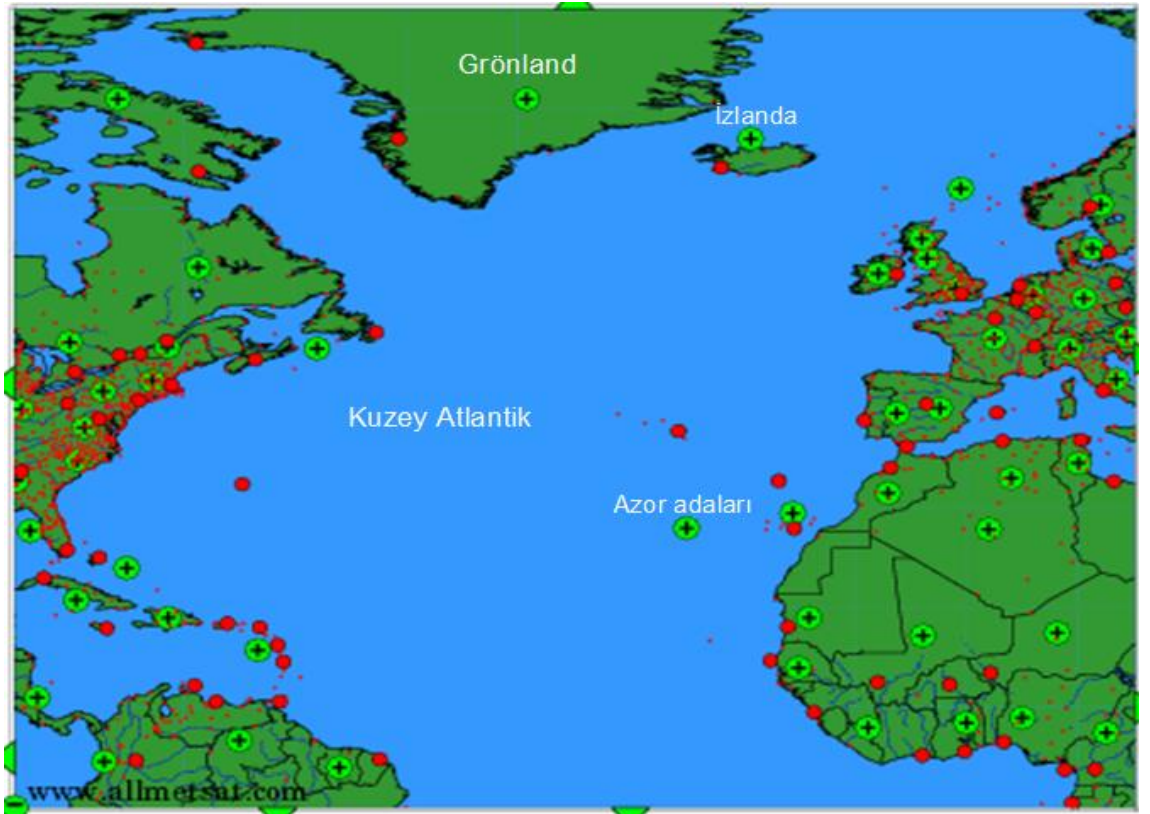 Grönland
İzlanda
Kuzey Atlantik
Azor adaları
www.allmetsat.com